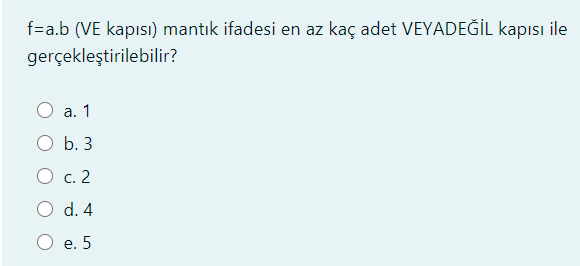 f=a.b (VE kapısı) mantık ifadesi en az kaç adet VEYADEĞİL kapısı ile
gerçekleştirilebilir?
a. 1
b. 3
c. 2
d. 4
e. 5